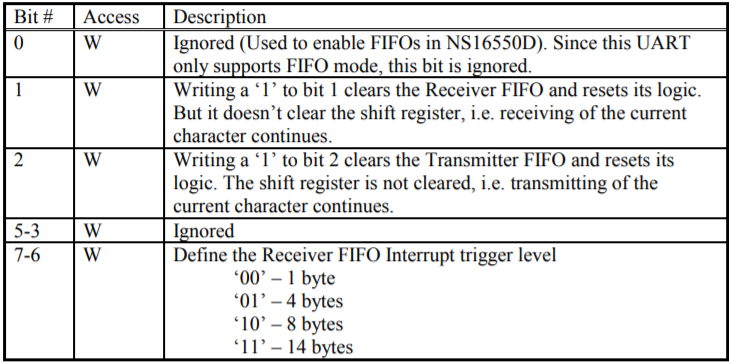 Bit # Access Description
0 W Ignored (Used to enable FIFOs in NS16550D). Since this UART
only supports FIFO mode, this bit is ignored.
1 W Writing a ‘1’ to bit 1 clears the Receiver FIFO and resets its logic.
But it doesn’t clear the shift register, i.e. receiving of the current
character continues.
2 W Writing a ‘1’ to bit 2 clears the Transmitter FIFO and resets its
logic. The shift register is not cleared, i.e. transmitting of the
current character continues.
5-3 W Ignored
7-6 W Define the Receiver FIFO Interrupt trigger level
‘00’ – 1 byte
‘01’ – 4 bytes
‘10’ – 8 bytes
‘11’ – 14 bytes